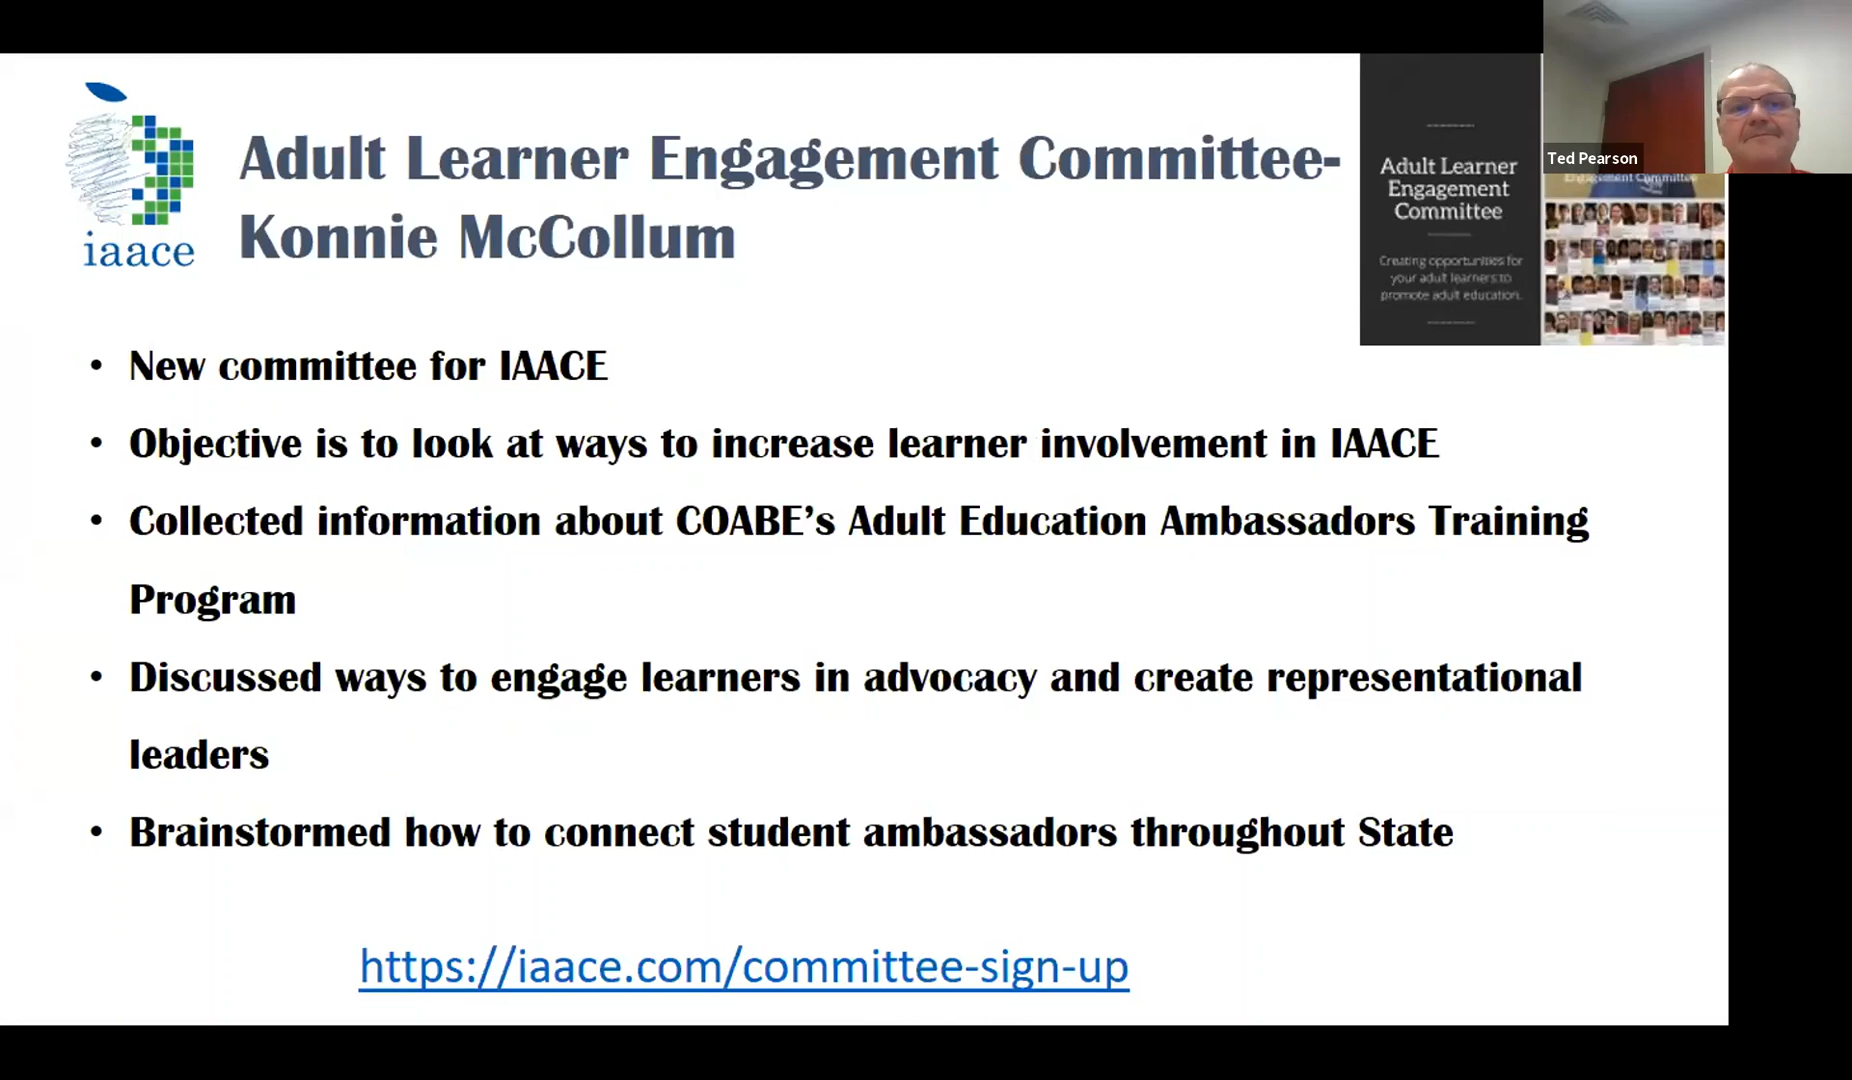 iaace
Adult Learner Engagement Committee-
Konnie McCollum
Adult Learner
Engagement
Committee
Creating opportunities for
your adult learners to
promote adult education.
Ted Pearson
Engagement Committee
• New committee for IAACE
• Objective is to look at ways to increase learner involvement in IAACE
• Collected information about COABE’s Adult Education Ambassadors Training
Program
• Discussed ways to engage learners in advocacy and create representational
leaders
• Brainstormed how to connect student ambassadors throughout State
https://iaace.com/committee-sign-up